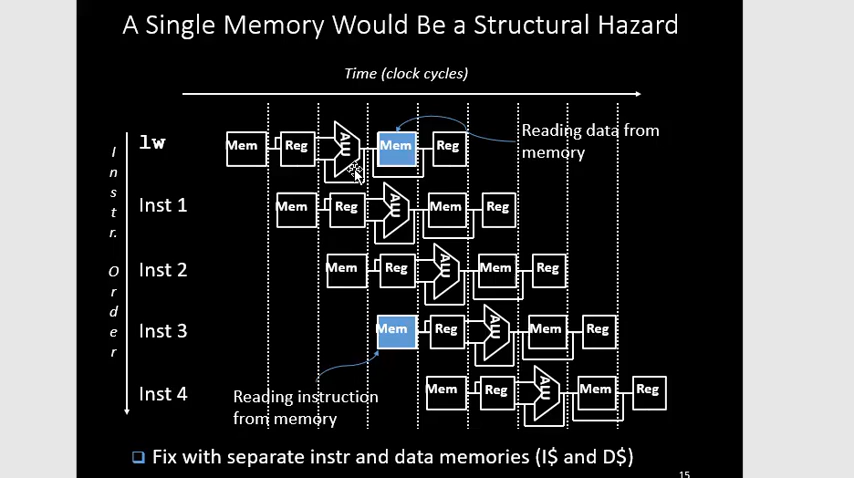 A Single Memory Would Be a Structural Hazard
Time (clock cycles)
Instr. Order
lw
Mem Reg ALU Mem Reg
Reading data from
memory
Inst 1
Mem Reg ALU Mem Reg
Inst 2
Mem Reg ALU Mem Reg
Inst 3
Mem Reg ALU Mem Reg
Reading instruction
from memory
Inst 4
Mem Reg ALU Mem Reg
Fix with separate instr and data memories (I$ and D$)
15